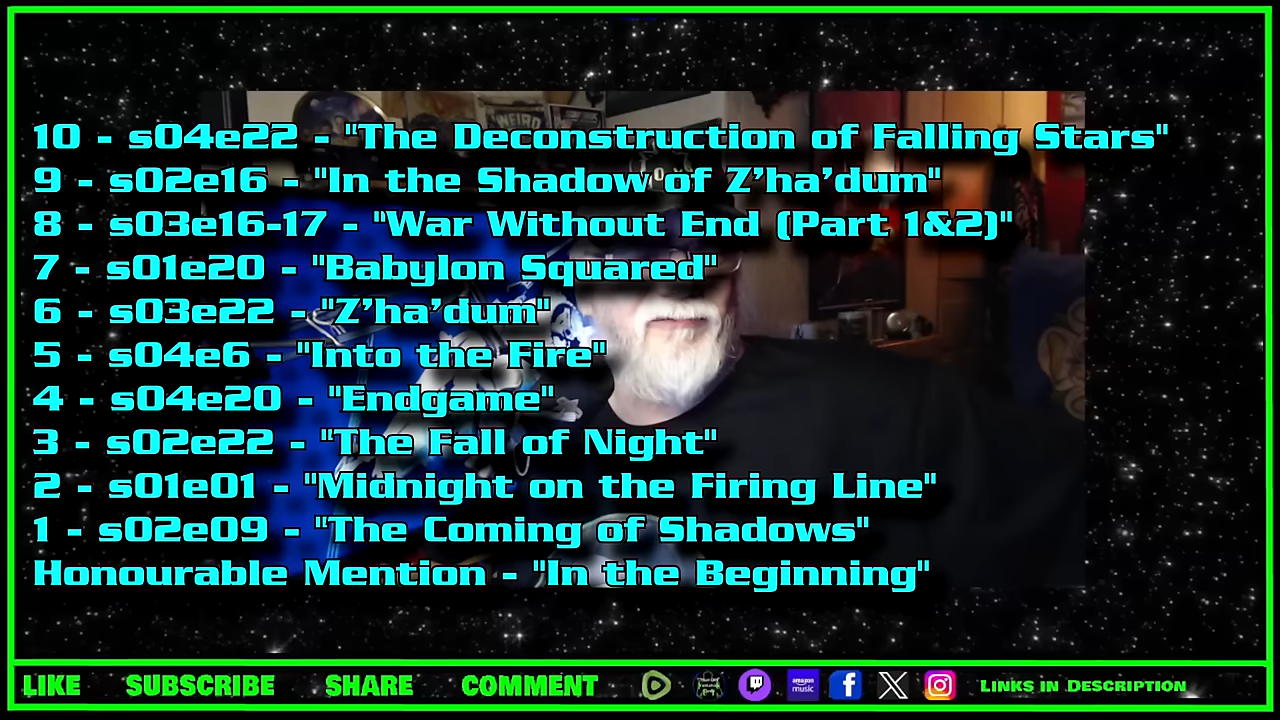 WEIRD
10 - s04e22 - "The Deconstruction of Falling Stars"
9 - s02e16 - "In the Shadow of Z'ha'dum"
8 - s03e16-17 - "War Without End (Part 1&2)"
7 - s01e20 - "Babylon Squared"
6 - s03e22 - "Z'ha'dum"
5 - s04e6 - "Into the Fire"
4 - s04e20 - "Endgame"
3 - s02e22 - "The Fall of Night"
2 - s01e01 - "Midnight on the Firing Line"
1 - s02e09 - "The Coming of Shadows"
Honourable Mention - "In the Beginning"
LIKE SUBSCRIBE SHARE COMMENT amazon music Links in Description